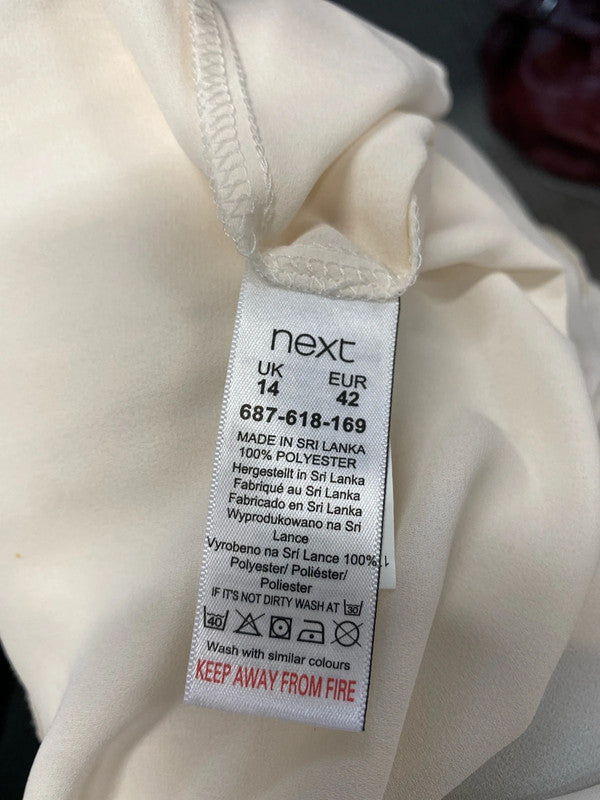 next
UK EUR
14 42
687-618-169
MADE IN SRI LANKA
100% POLYESTER
Hergestellt in Sri Lanka
Fabriqué au Sri Lanka
Fabricado en Sri Lanka
Wyprodukowano na Sri
Lance
Vyrobeno na Srí Lance 100%
Polyester/ Poliéster/
Poliester
IF IT'S NOT DIRTY WASH AT 30
40
Wash with similar colours
KEEP AWAY FROM FIRE